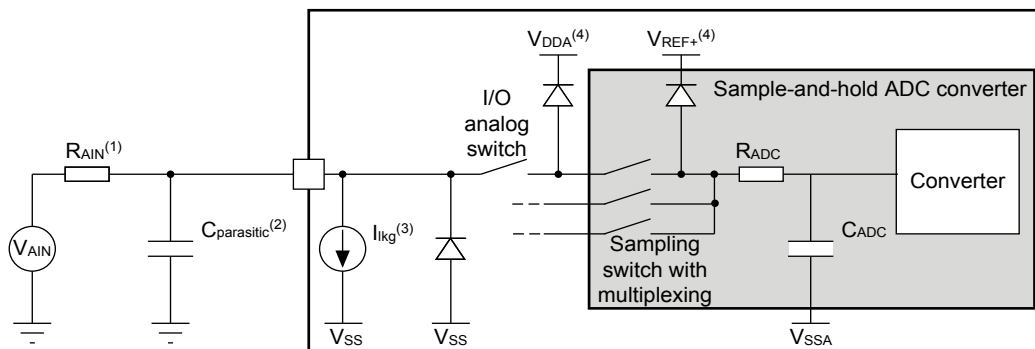 VDDA(4)
VREF+(4)
Sample-and-hold ADC converter
I/O
analog
switch
RAIN(1)
RADC
Converter
VAIN
Cparasitic(2)
Ilkg(3)
CADC
Sampling
switch with
multiplexing
VSS
VSS
VSSA